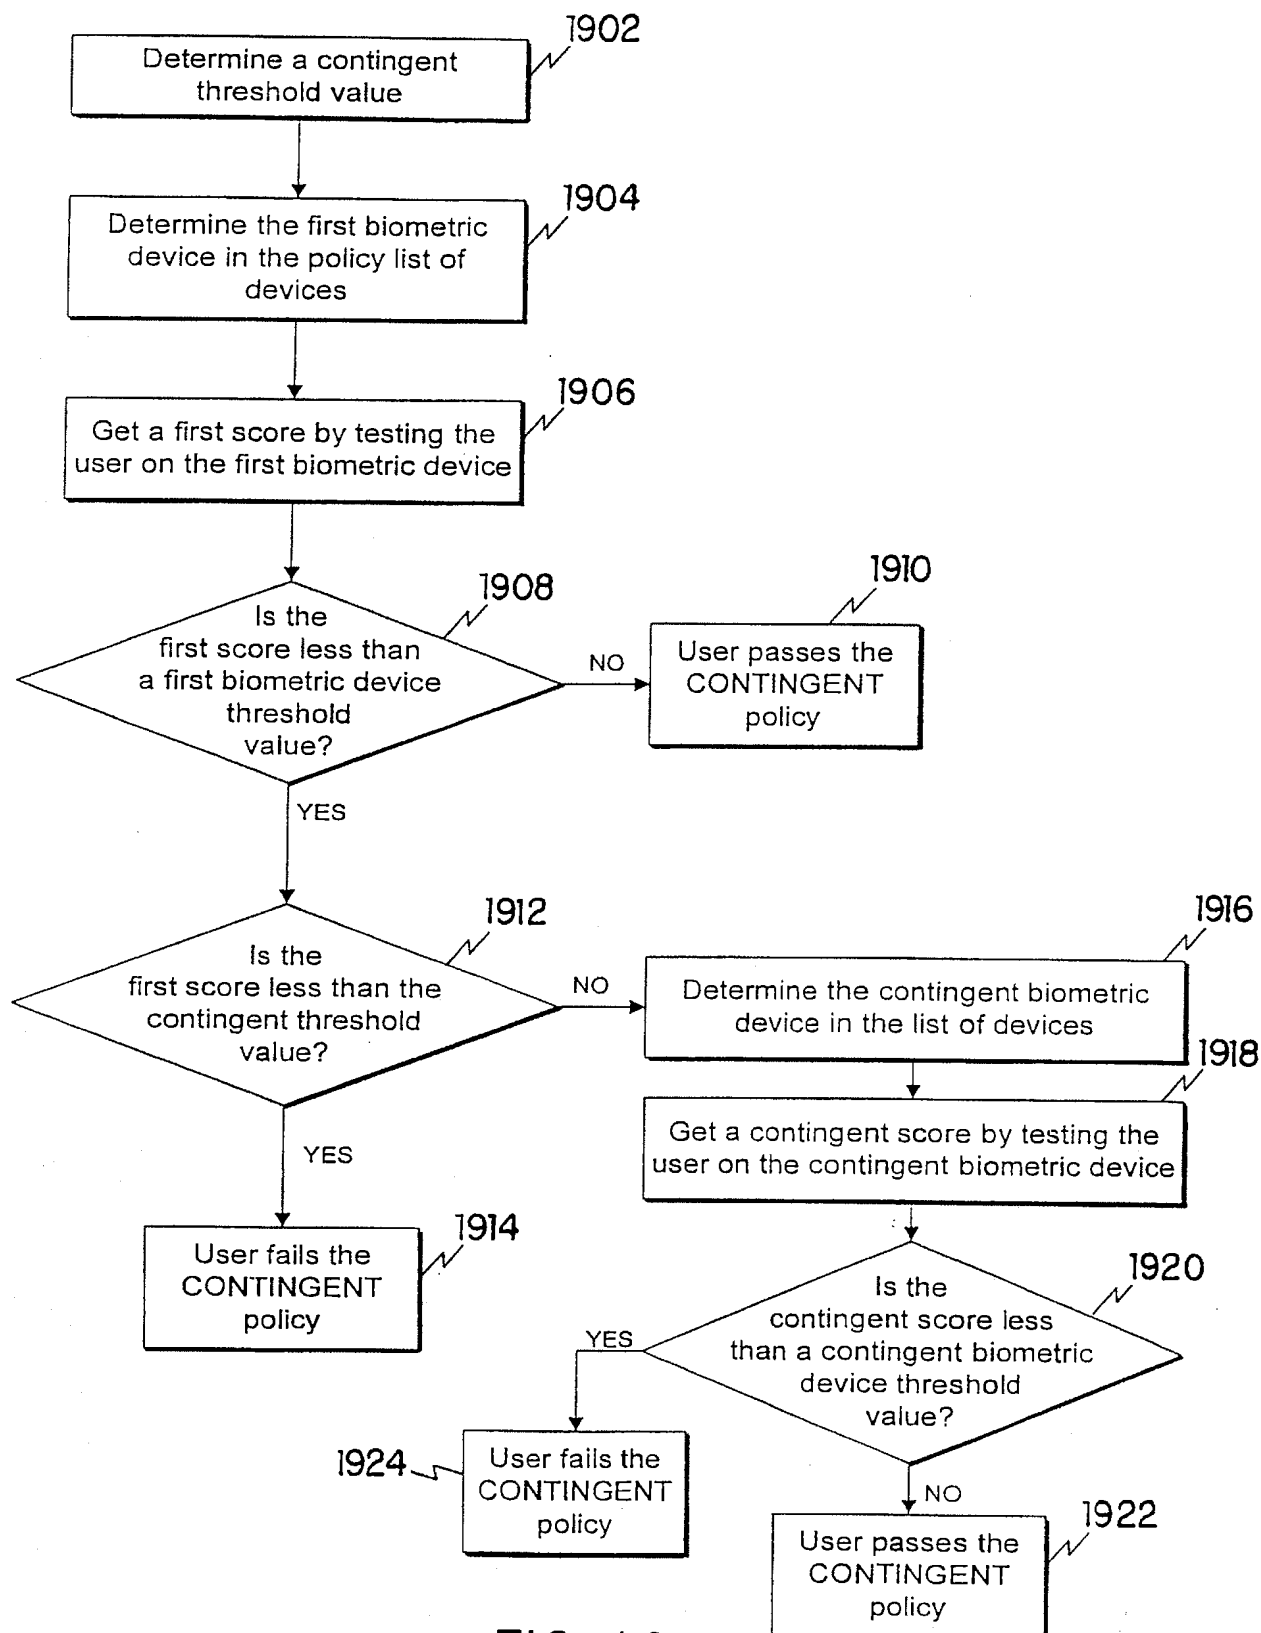 1902
Determine a contingent
threshold value
1904
Determine the first biometric
device in the policy list of
devices
1906
Get a first score by testing the
user on the first biometric device
1908
Is the
first score less than
a first biometric device
threshold
value?
NO
1910
User passes the
CONTINGENT
policy
YES
1912
Is the
first score less than the
contingent threshold
value?
NO
1916
Determine the contingent biometric
device in the list of devices
1918
Get a contingent score by testing the
user on the contingent biometric device
YES
1914
User fails the
CONTINGENT
policy
1920
Is the
contingent score less
than a contingent biometric
device threshold
value?
YES
1924
User fails the
CONTINGENT
policy
NO
1922
User passes the
CONTINGENT
policy